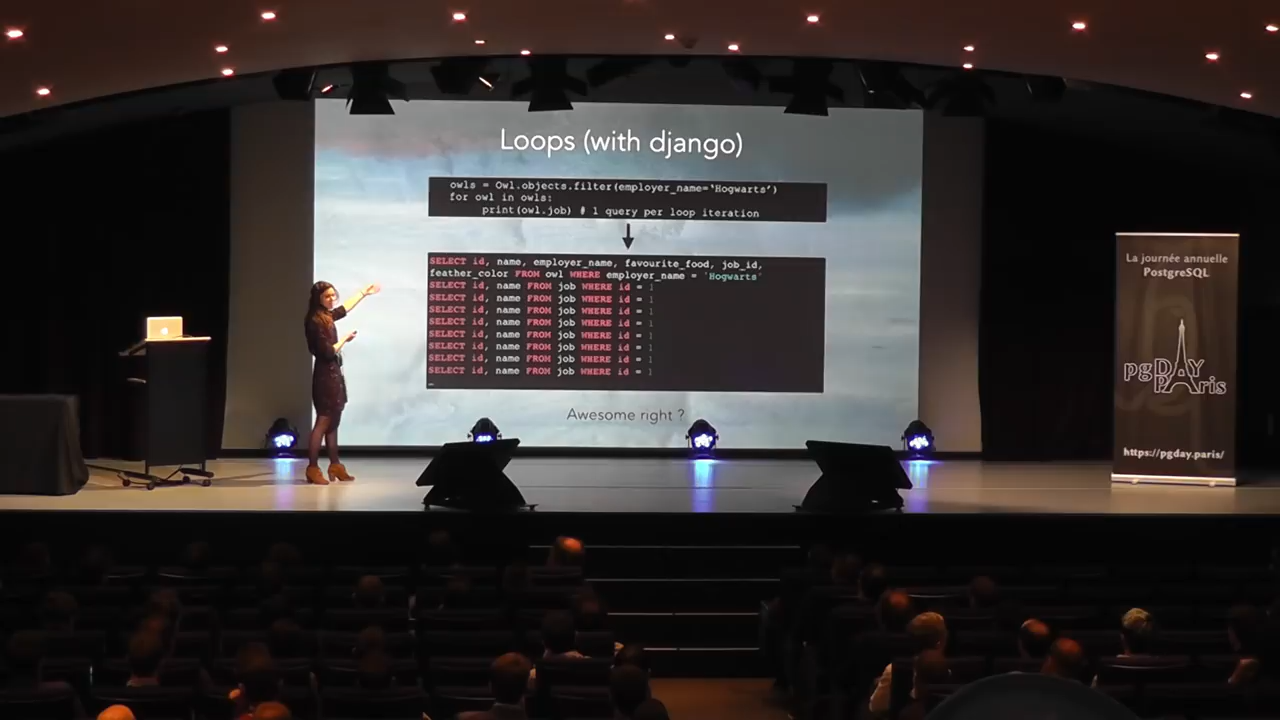 Loops (with django)
owls = Owl.objects.filter(employer_name='Hogwarts')
for owl in owls:
print(owl.job) # 1 query per loop iteration
SELECT id, name, employer_name, favourite_food, job_id,
feather_color FROM owl WHERE employer_name = 'Hogwarts'
SELECT id, name FROM job WHERE id = 1
SELECT id, name FROM job WHERE id = 1
SELECT id, name FROM job WHERE id = 1
SELECT id, name FROM job WHERE id = 1
SELECT id, name FROM job WHERE id = 1
SELECT id, name FROM job WHERE id = 1
SELECT id, name FROM job WHERE id = 1
SELECT id, name FROM job WHERE id = 1
…
Awesome right ?
La journée annuelle
PostgreSQL
pgDAY
PAris
https://pgday.paris/